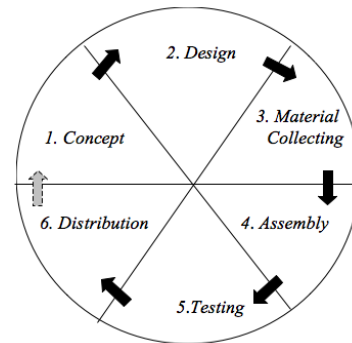 2. Design
1. Concept
3. Material
Collecting
6. Distribution
4. Assembly
5.Testing